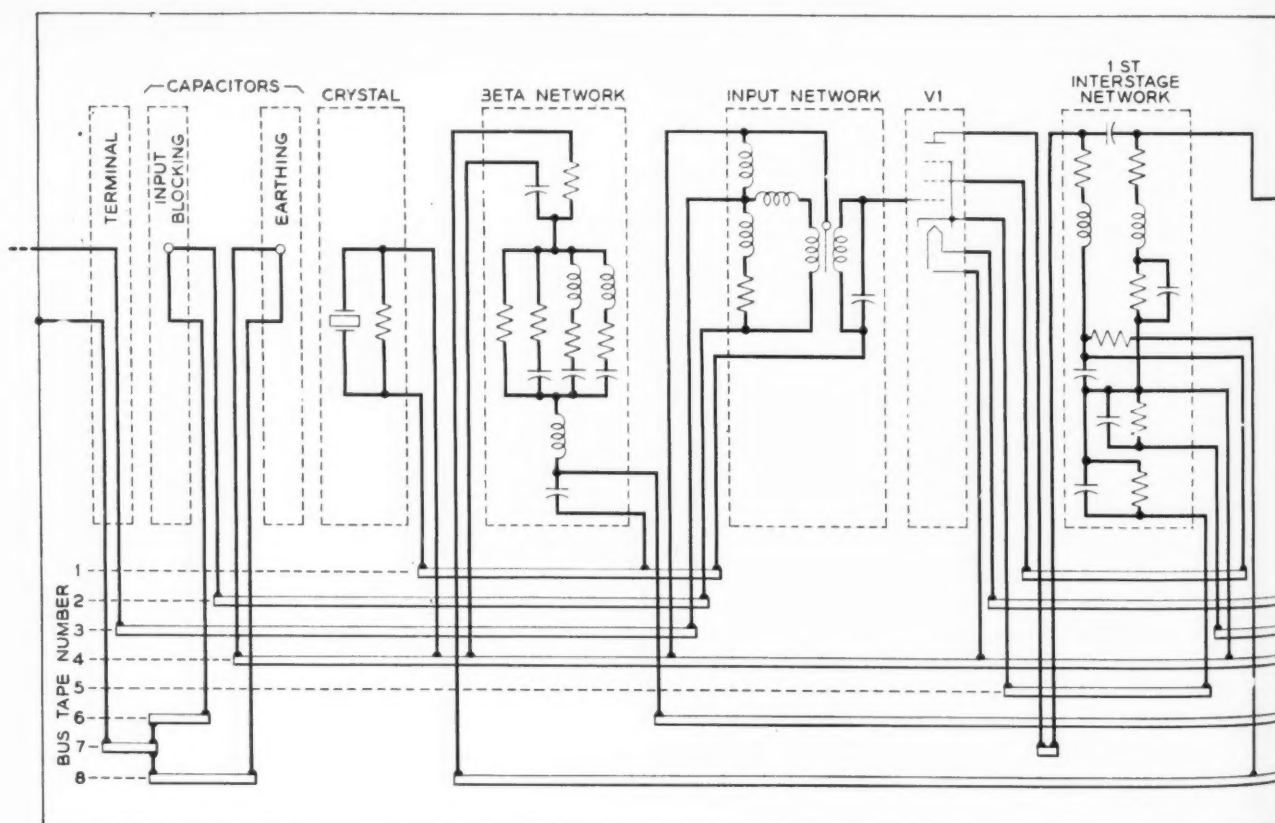 CAPACITORS
TERMINAL
INPUT
BLOCKING
EARTHING
CRYSTAL
BETA NETWORK
INPUT NETWORK
V1
1 ST
INTERSTAGE
NETWORK
BUS TAPE NUMBER
1
2
3
4
5
6
7
8